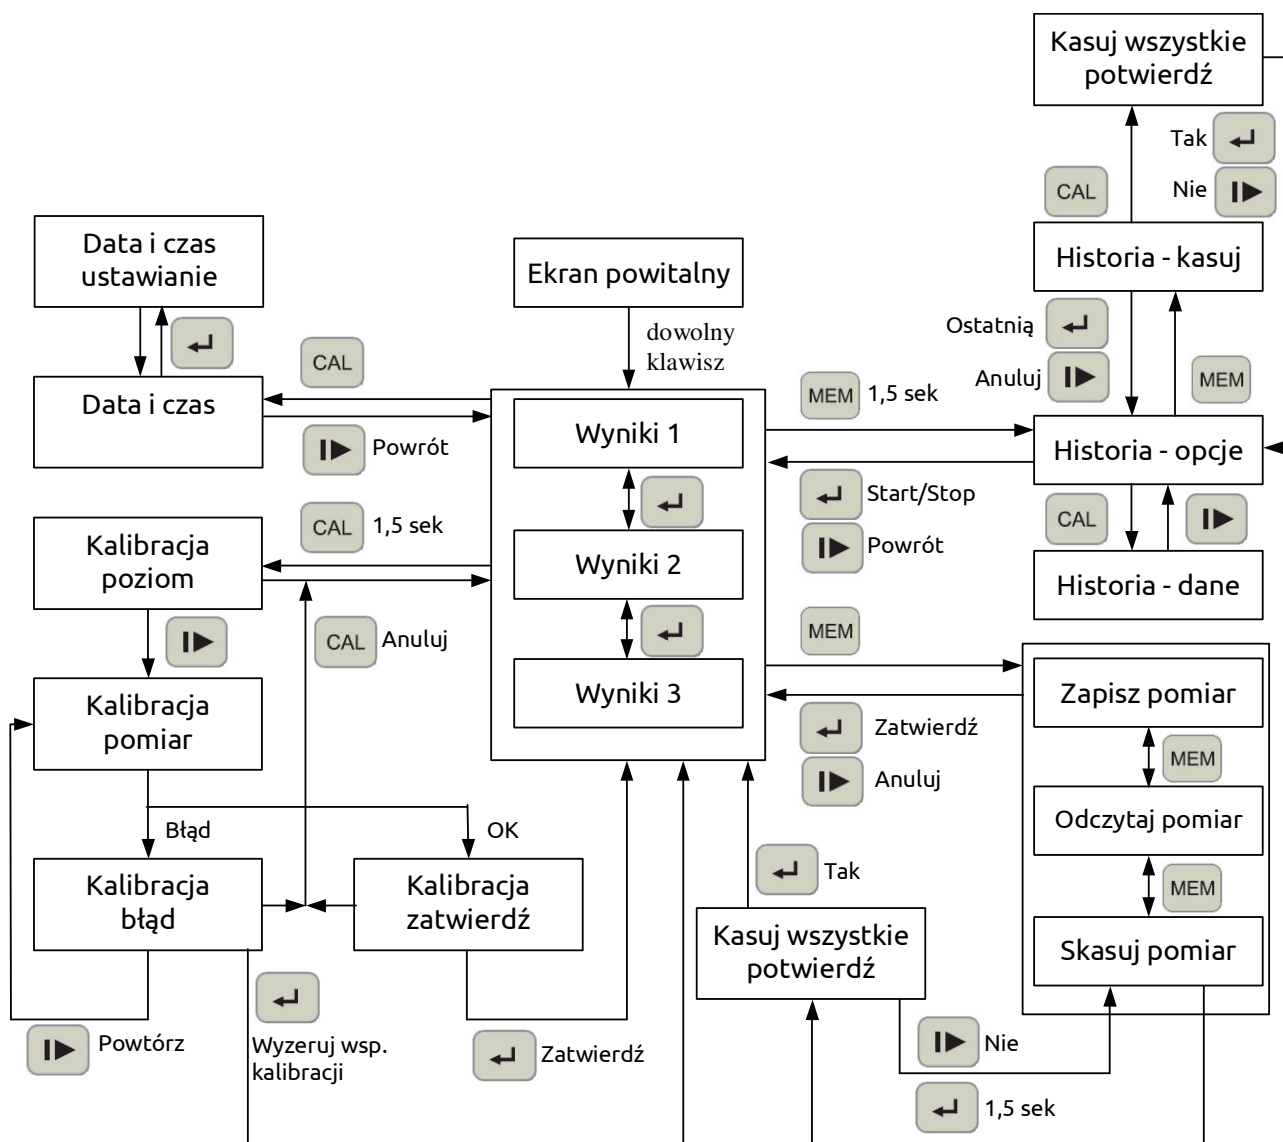 Kasuj wszystkie
potwierdź
Tak
CAL
Nie
Data i czas
ustawianie
Ekran powitalny
Historia - kasuj
dowolny
klawisz
Ostatnią
CAL
Anuluj
MEM
Data i czas
MEM 1,5 sek
Powrót
Wyniki 1
Historia - opcje
Start/Stop
CAL 1,5 sek
CAL
Powrót
Kalibracja
poziom
Wyniki 2
Historia - dane
CAL Anuluj
MEM
Kalibracja
pomiar
Wyniki 3
Zapisz pomiar
Zatwierdź
MEM
Anuluj
Błąd
OK
Odczytaj pomiar
Kalibracja
błąd
Kalibracja
zatwierdź
Tak
MEM
Kasuj wszystkie
potwierdź
Skasuj pomiar
Powtórz
Wyzeruj wsp.
kalibracji
Zatwierdź
Nie
1,5 sek